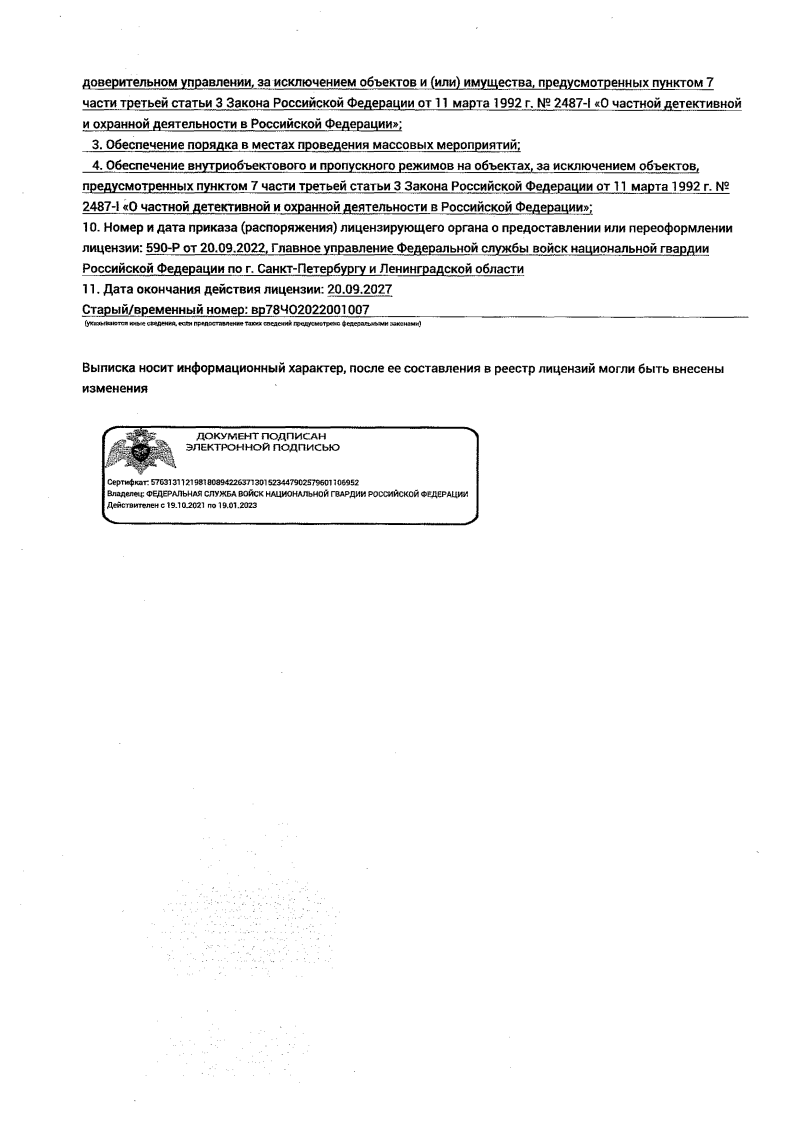 доверительном управлении, за исключением объектов и (или) имущества, предусмотренных пунктом 7
части третьей статьи 3 Закона Российской Федерации от 11 марта 1992 г. № 2487-I «О частной детективной
и охранной деятельности в Российской Федерации»;
3. Обеспечение порядка в местах проведения массовых мероприятий;
4. Обеспечение внутриобъектового и пропускного режимов на объектах, за исключением объектов,
предусмотренных пунктом 7 части третьей статьи 3 Закона Российской Федерации от 11 марта 1992 г. №
2487-I «О частной детективной и охранной деятельности в Российской Федерации»;
10. Номер и дата приказа (распоряжения) лицензирующего органа о предоставлении или переоформлении
лицензии: 590-Р от 20.09.2022, Главное управление Федеральной службы войск национальной гвардии
Российской Федерации по г. Санкт-Петербургу и Ленинградской области
11. Дата окончания действия лицензии: 20.09.2027
Старый/временный номер: вр78ЧО2022001007
(указываются иные сведения, если предоставление таких сведений предусмотрено федеральными законами)
Выписка носит информационный характер, после ее составления в реестр лицензий могли быть внесены
изменения
ДОКУМЕНТ ПОДПИСАН
ЭЛЕКТРОННОЙ ПОДПИСЬЮ
Сертификат: 576313112198180894226371301523447902579601106952
Владелец: ФЕДЕРАЛЬНАЯ СЛУЖБА ВОЙСК НАЦИОНАЛЬНОЙ ГВАРДИИ РОССИЙСКОЙ ФЕДЕРАЦИИ
Действителен с 19.10.2021 по 19.01.2023